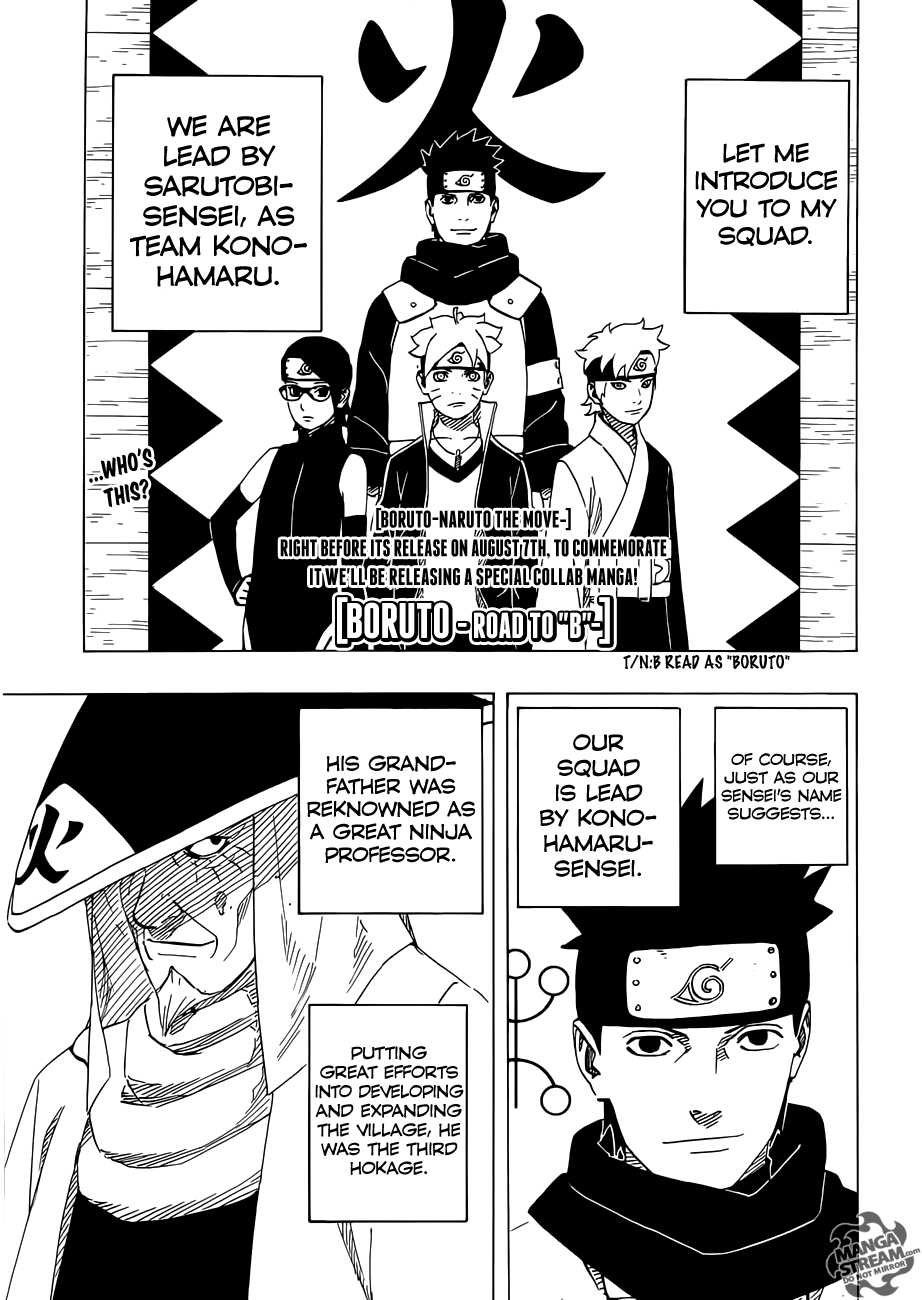 火
LET ME
INTRODUCE
YOU TO MY
SQUAD.
WE ARE
LEAD BY
SARUTOBI-
SENSEI, AS
TEAM KONO-
HAMARU.
...WHO'S
THIS?
[BORUTO-NARUTO THE MOVE-]
RIGHT BEFORE ITS RELEASE ON AUGUST 7TH, TO COMMEMORATE
IT WE'LL BE RELEASING A SPECIAL COLLAB MANGA!
[BORUTO - ROAD TO "B"-]
T/N:B READ AS "BORUTO"
OF COURSE,
JUST AS OUR
SENSEI'S NAME
SUGGESTS...
OUR
SQUAD
IS LEAD
BY KONO-
HAMARU-
SENSEI.
HIS GRAND-
FATHER WAS
REKNOWNED AS
A GREAT NINJA
PROFESSOR.
火
PUTTING
GREAT EFFORTS
INTO DEVELOPING
AND EXPANDING
THE VILLAGE, HE
WAS THE THIRD
HOKAGE.
MANGA
STREAM.com
DO NOT MIRROR